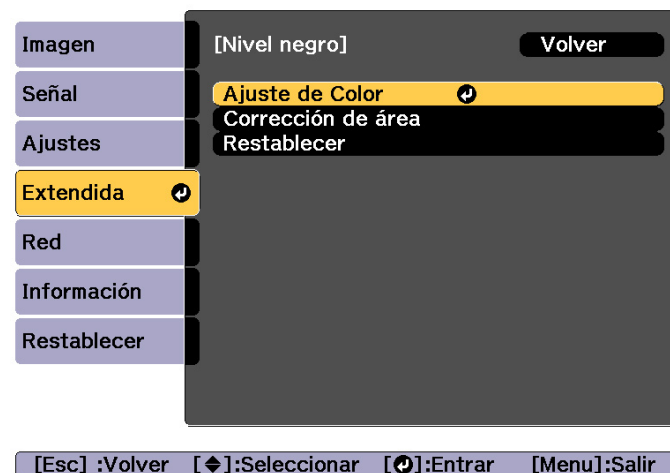 Imagen
Señal
Ajustes
Extendida
Red
Información
Restablecer
[Nivel negro] Volver
Ajuste de Color
Corrección de área
Restablecer
[Esc] :Volver [◆]:Seleccionar [↵]:Entrar [Menu]:Salir